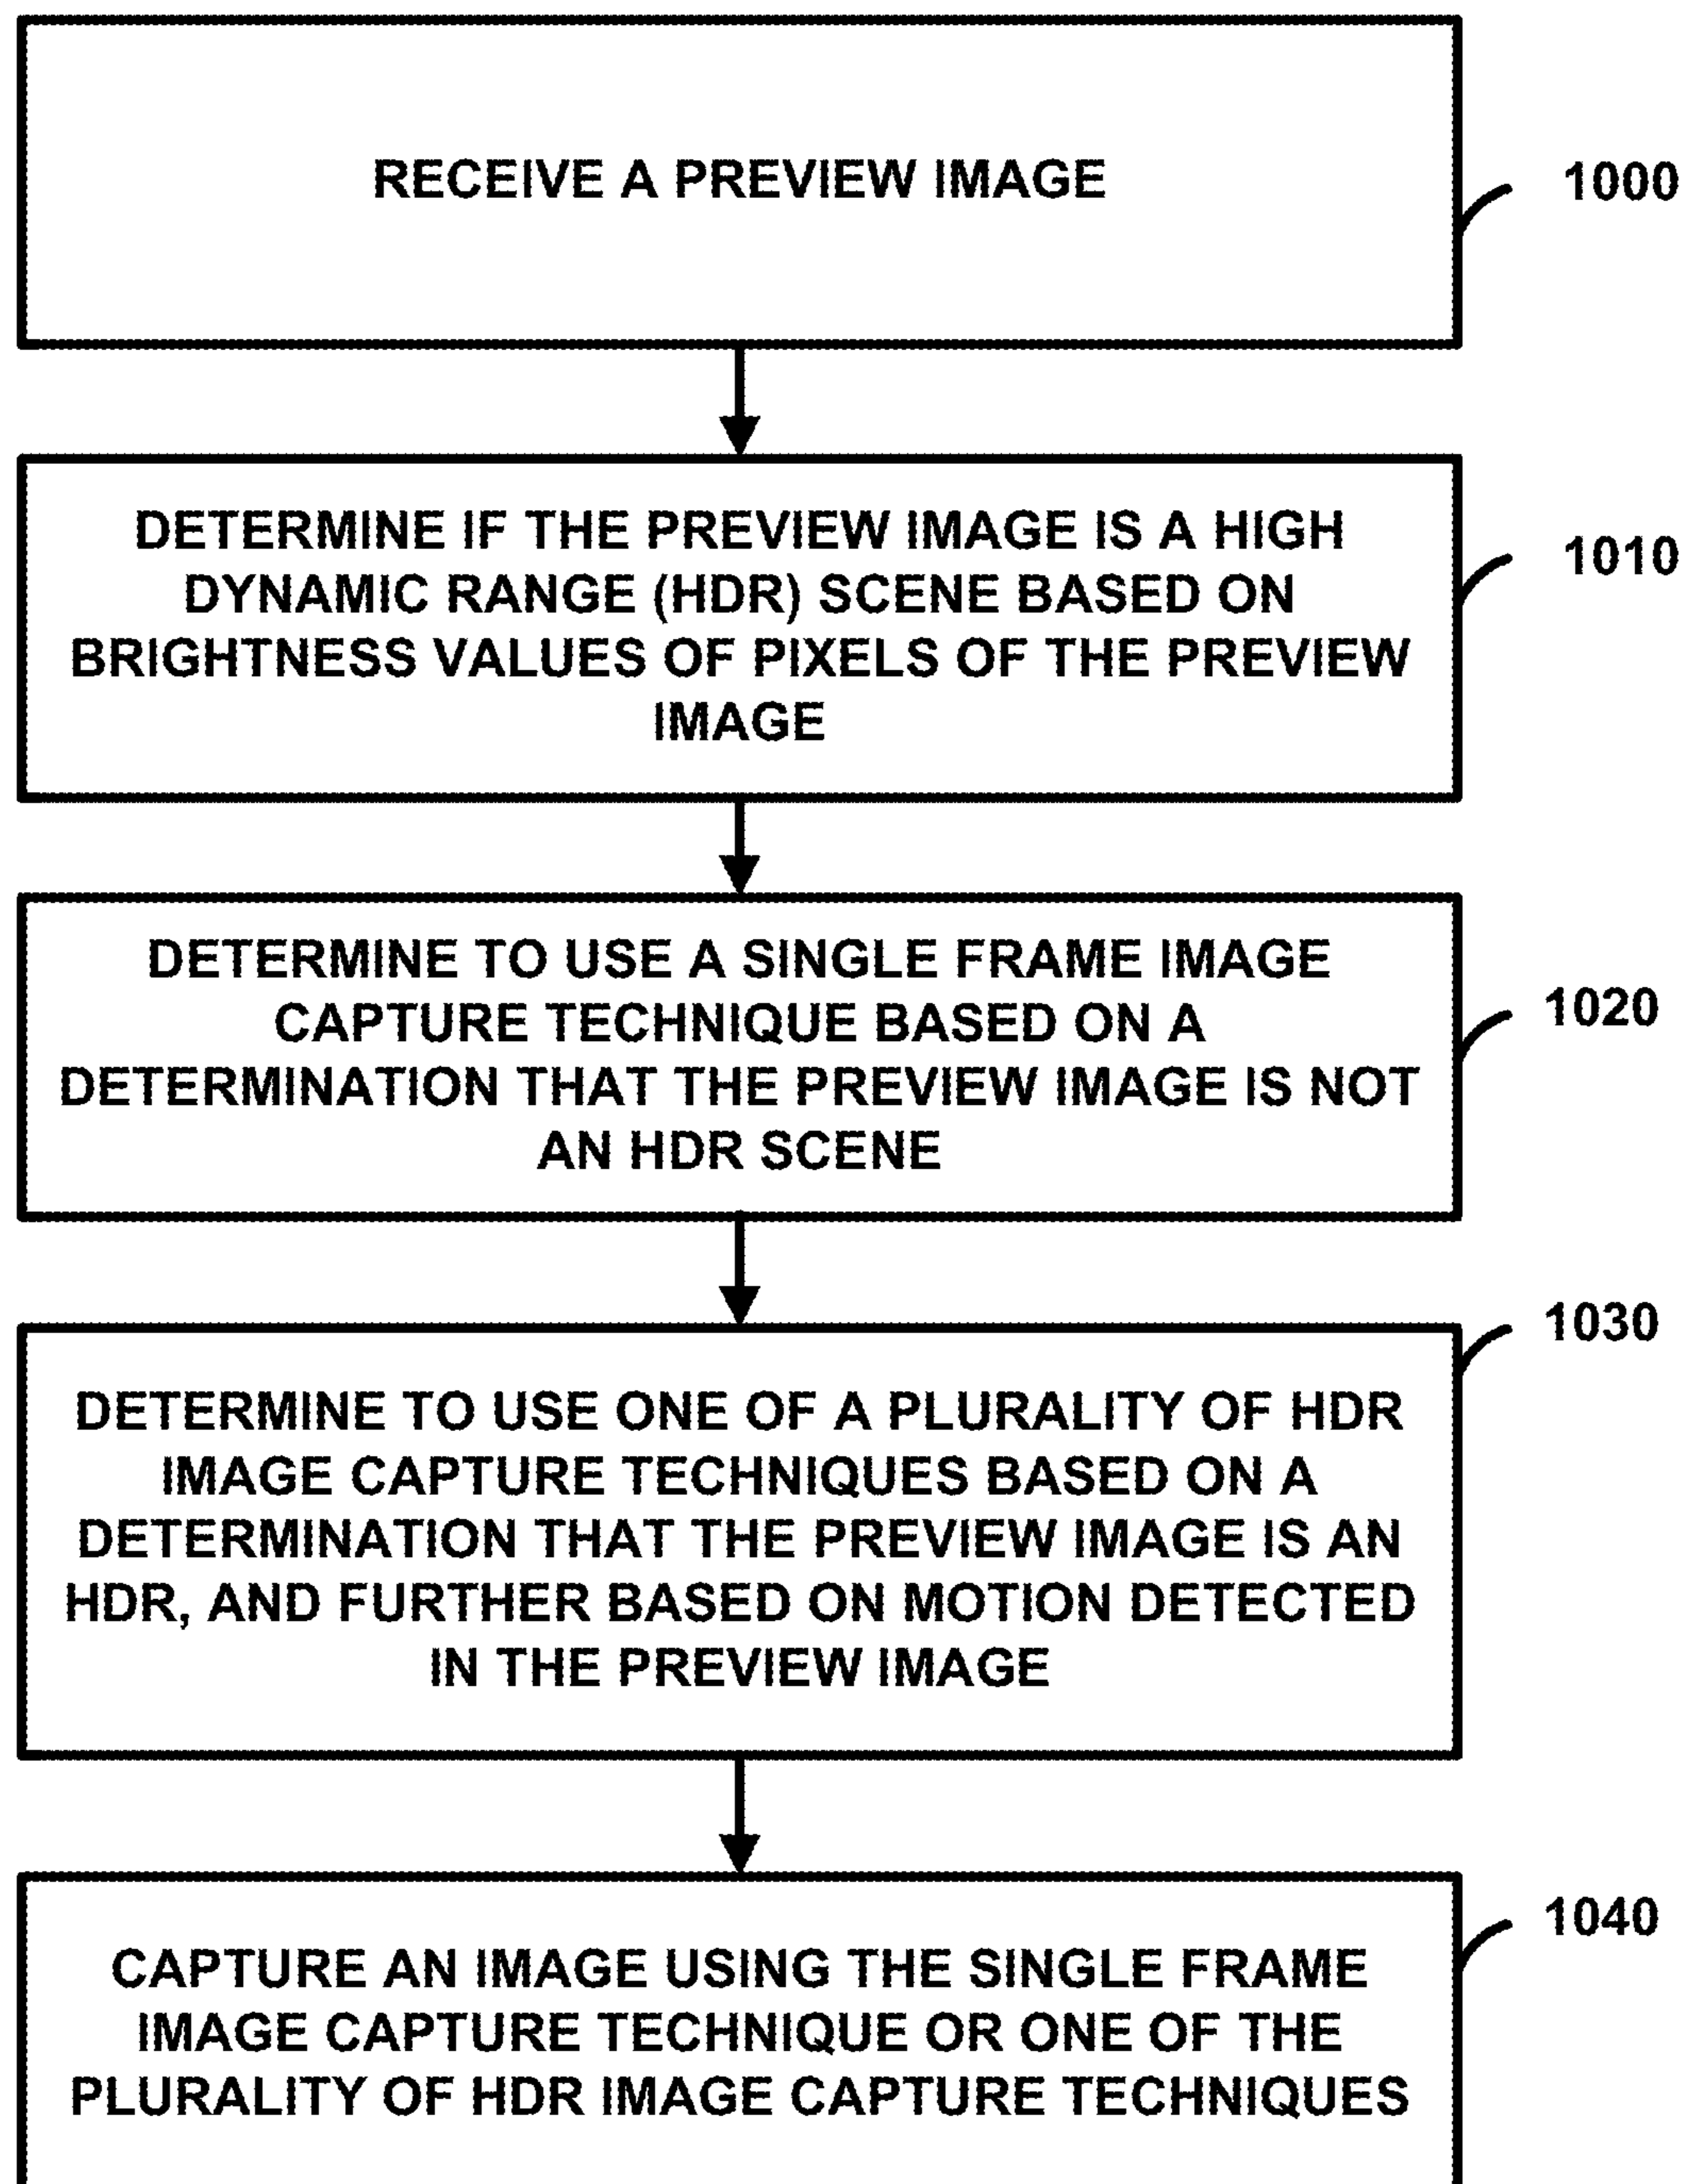 RECEIVE A PREVIEW IMAGE
1000
DETERMINE IF THE PREVIEW IMAGE IS A HIGH
DYNAMIC RANGE (HDR) SCENE BASED ON
BRIGHTNESS VALUES OF PIXELS OF THE PREVIEW
IMAGE
1010
DETERMINE TO USE A SINGLE FRAME IMAGE
CAPTURE TECHNIQUE BASED ON A
DETERMINATION THAT THE PREVIEW IMAGE IS NOT
AN HDR SCENE
1020
DETERMINE TO USE ONE OF A PLURALITY OF HDR
IMAGE CAPTURE TECHNIQUES BASED ON A
DETERMINATION THAT THE PREVIEW IMAGE IS AN
HDR, AND FURTHER BASED ON MOTION DETECTED
IN THE PREVIEW IMAGE
1030
CAPTURE AN IMAGE USING THE SINGLE FRAME
IMAGE CAPTURE TECHNIQUE OR ONE OF THE
PLURALITY OF HDR IMAGE CAPTURE TECHNIQUES
1040